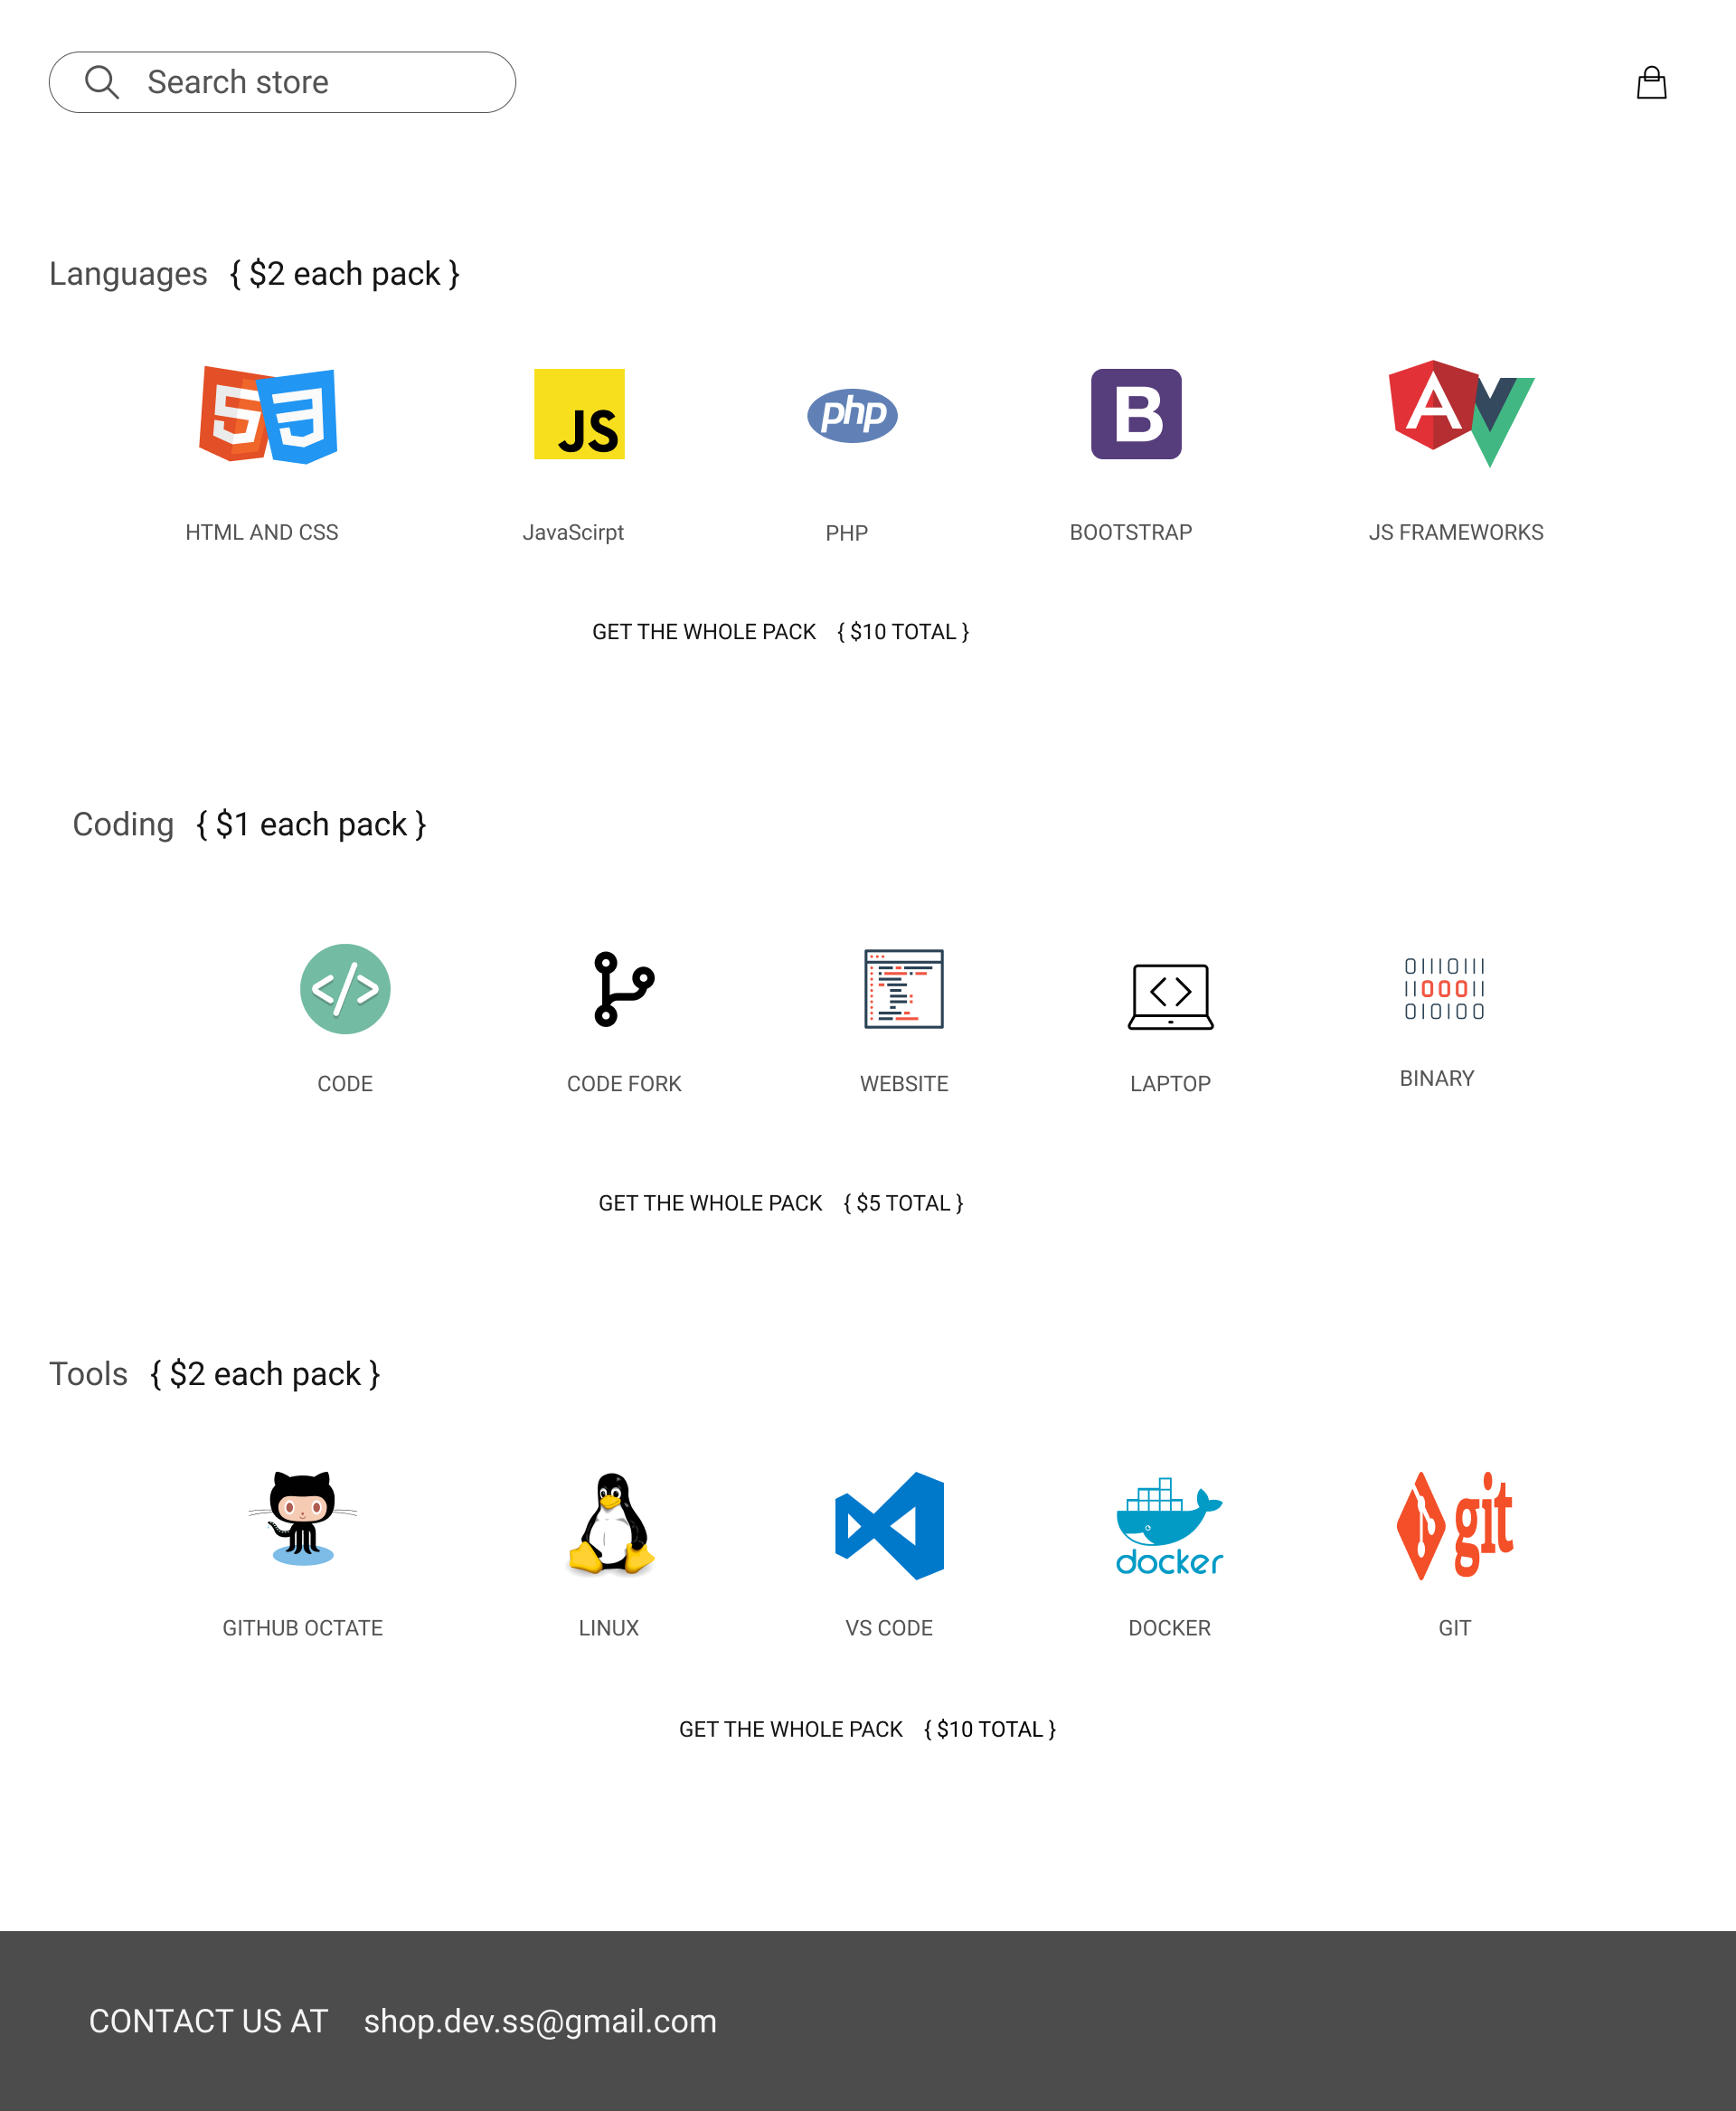 Search store
Languages { $2 each pack }
JS
php
B
A
HTML AND CSS
JavaScirpt
PHP
BOOTSTRAP
JS FRAMEWORKS
GET THE WHOLE PACK { $10 TOTAL }
Coding { $1 each pack }
</>
< >
011110111
1100011
010100
CODE
CODE FORK
WEBSITE
LAPTOP
BINARY
GET THE WHOLE PACK { $5 TOTAL }
Tools { $2 each pack }
docker
git
GITHUB OCTATE
LINUX
VS CODE
DOCKER
GIT
GET THE WHOLE PACK { $10 TOTAL }
CONTACT US AT shop.dev.ss@gmail.com